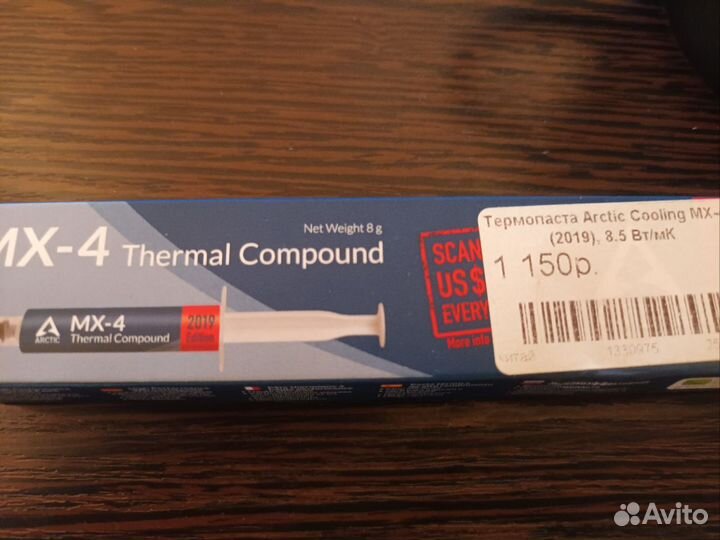 Net Weight 8 g
MX-4 Thermal Compound
SCAN
US $
EVERY
More info
Термопаста Arctic Cooling MX-
(2019), 8.5 Вт/мК
1 150р.
китай 1330975
ARCTIC
MX-4
Thermal Compound
2019
Edition
Avito